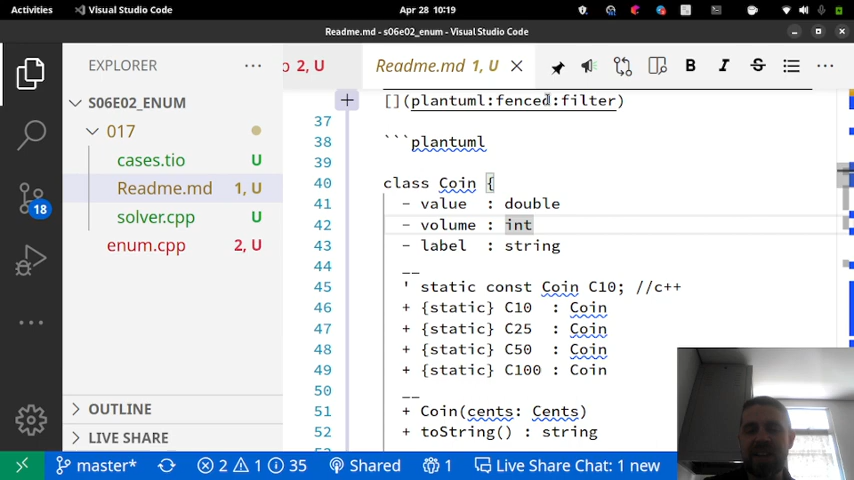 Activities Visual Studio Code Apr 28 10:19
Readme.md - s06e02_enum - Visual Studio Code
EXPLORER ···
S06E02_ENUM
017
cases.tio U
Readme.md 1, U
solver.cpp U
enum.cpp 2, U
18
OUTLINE
LIVE SHARE
2, U Readme.md 1, U B I S
[](plantuml:fenced:filter)
37
38 ```plantuml
39
40 class Coin {
41 - value : double
42 - volume : int
43 - label : string
44 __
45 ' static const Coin C10; //c++
46 + {static} C10 : Coin
47 + {static} C25 : Coin
48 + {static} C50 : Coin
49 + {static} C100 : Coin
50 __
51 + Coin(cents: Cents)
52 + toString() : string
master* 2 1 35 Shared 1 Live Share Chat: 1 new